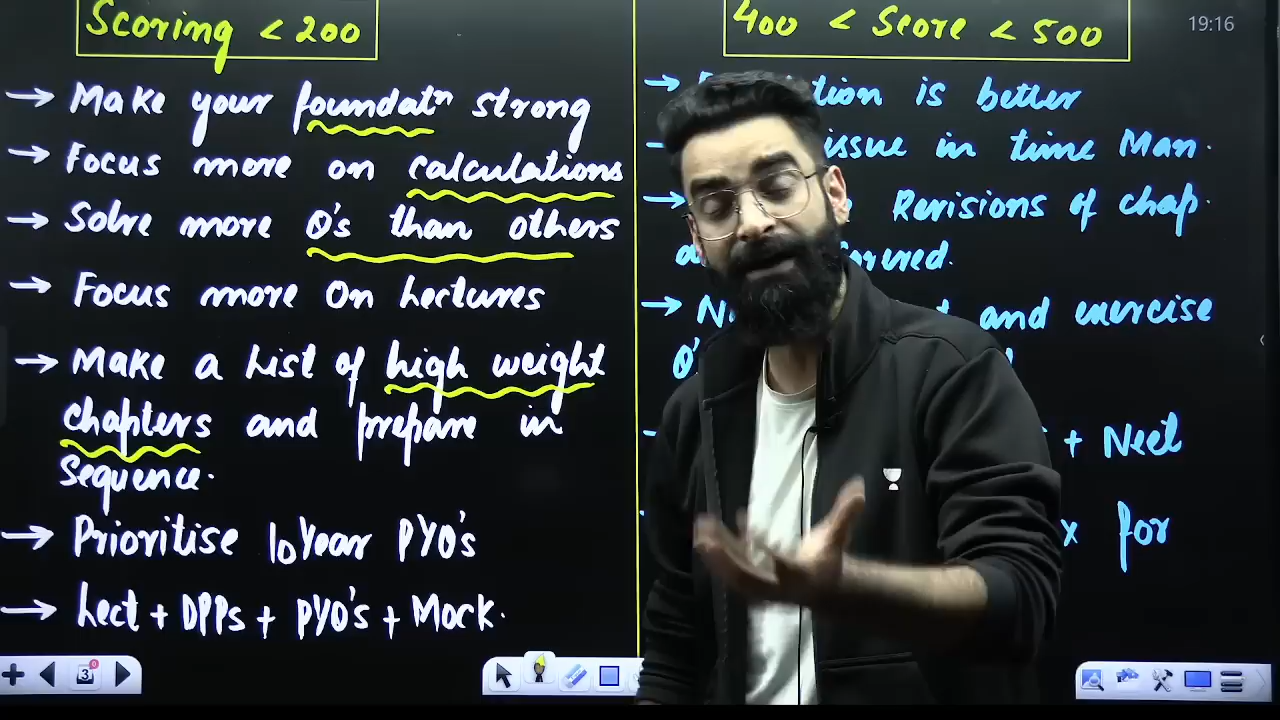 Scoring < 200
→ Make your foundatⁿ strong
→ Focus more on calculations
→ Solve more Q's than others
→ Focus more On Lectures
→ Make a List of high weight
chapters and prepare in
sequence.
→ Prioritise 10 Year PYQ's
→ Lect + DPPs + PYQ's + Mock.
400 < Score < 500
19:16
→ is better
issue in time Man.
→ Revisions of chap.
→ and exercise
+ Neet
for
3
0